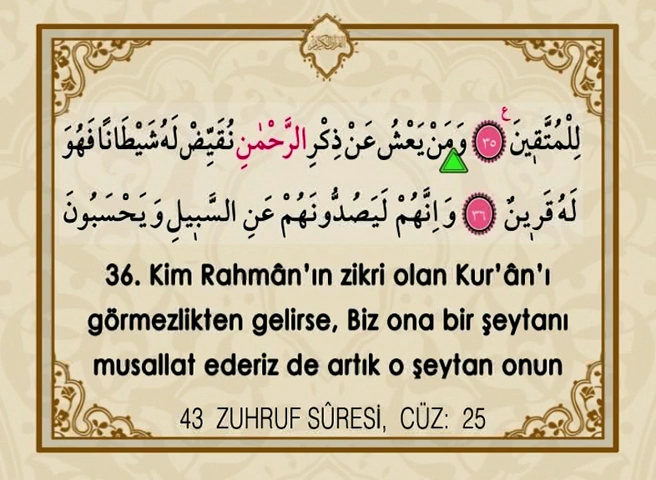 لِلْمُتَّقِينَ ٣٥ ع وَمَنْ يَعْشُ عَنْ ذِكْرِ الرَّحْمٰنِ نُقَيِّضْ لَهُ شَيْطَانًا فَهُوَ
لَهُ قَرِينٌ ٣٦ وَاِنَّهُمْ لَيَصُدُّونَهُمْ عَنِ السَّبِيلِ وَيَحْسَبُونَ
36. Kim Rahmân'ın zikri olan Kur'ân'ı
görmezlikten gelirse, Biz ona bir şeytanı
musallat ederiz de artık o şeytan onun
43 ZUHRUF SÛRESİ, CÜZ: 25